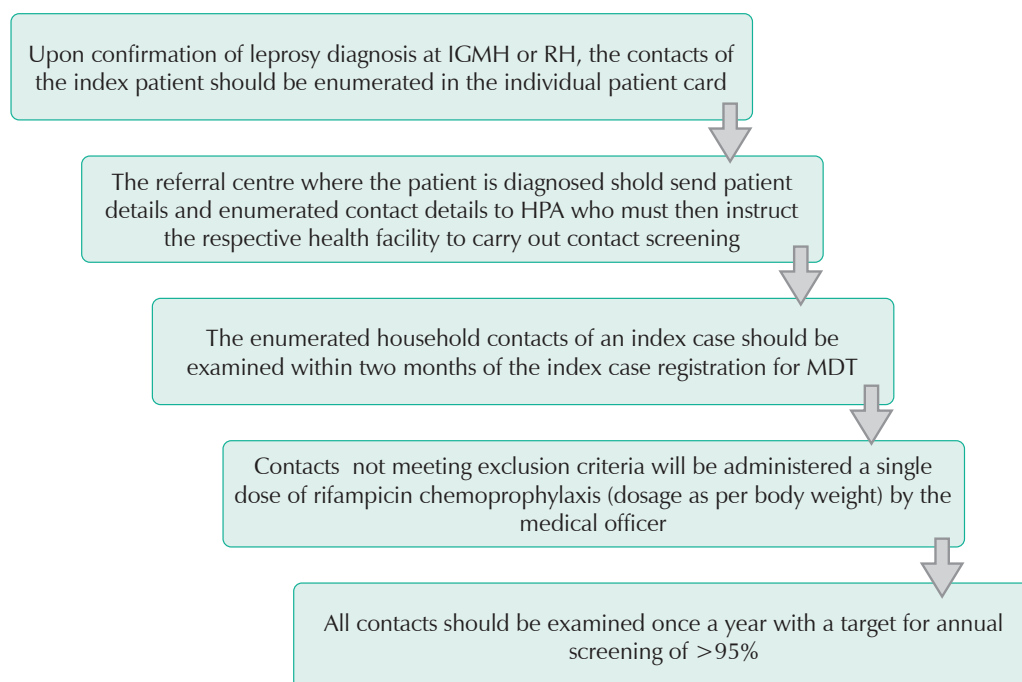 Upon confirmation of leprosy diagnosis at IGMH or RH, the contacts of
the index patient should be enumerated in the individual patient card
The referral centre where the patient is diagnosed shold send patient
details and enumerated contact details to HPA who must then instruct
the respective health facility to carry out contact screening
The enumerated household contacts of an index case should be
examined within two months of the index case registration for MDT
Contacts  not meeting exclusion criteria will be administered a single
dose of rifampicin chemoprophylaxis (dosage as per body weight) by the
medical officer
All contacts should be examined once a year with a target for annual
screening of >95%